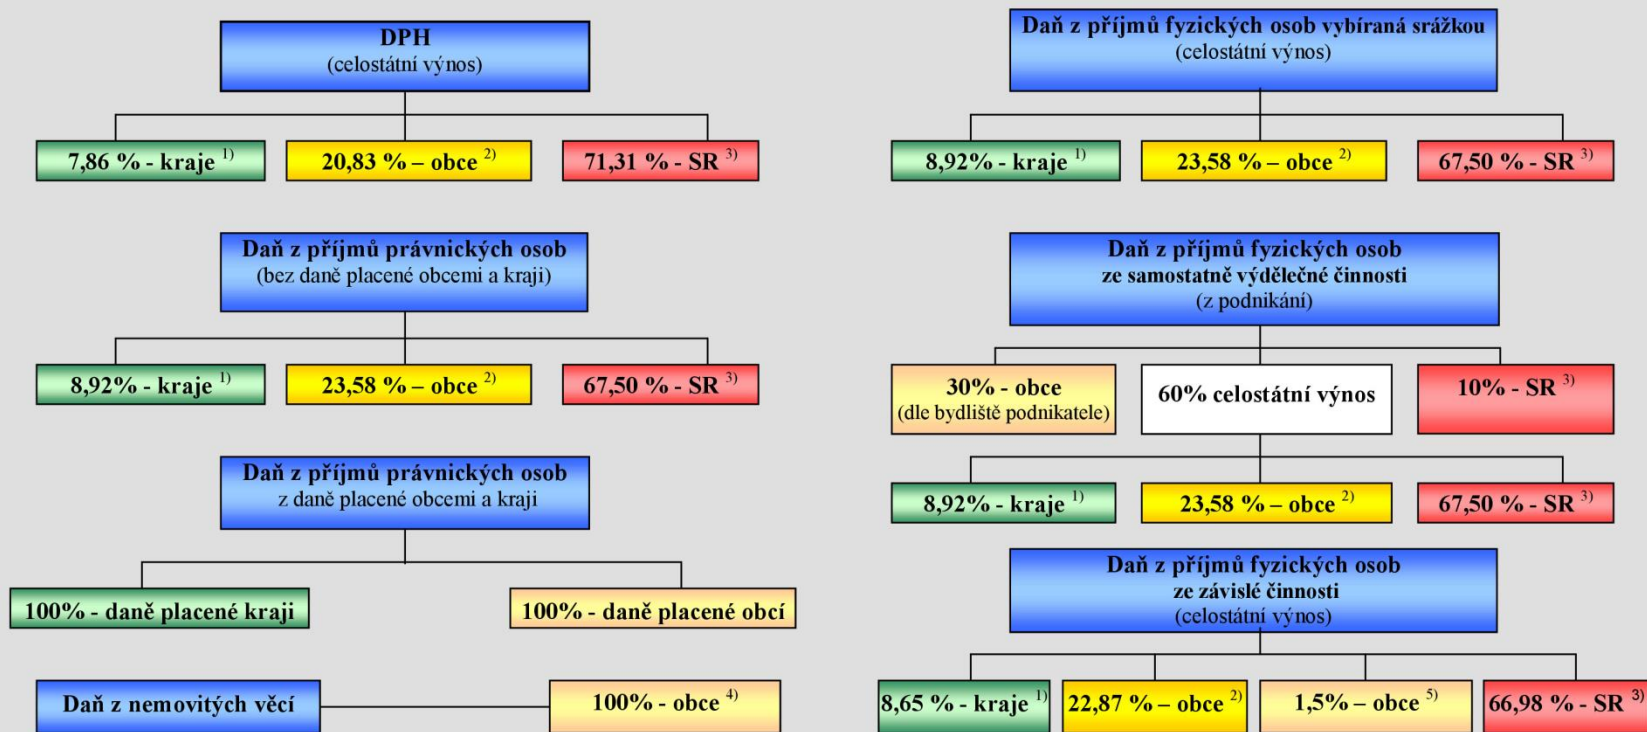 DPH
(celostátní výnos)
7,86 % - kraje 1)
20,83 % – obce 2)
71,31 % - SR 3)
Daň z příjmů právnických osob
(bez daně placené obcemi a kraji)
8,92% - kraje 1)
23,58 % – obce 2)
67,50 % - SR 3)
Daň z příjmů právnických osob
z daně placené obcemi a kraji
100% - daně placené kraji
100% - daně placené obcí
Daň z nemovitých věcí
100% - obce 4)
Daň z příjmů fyzických osob vybíraná srážkou
(celostátní výnos)
8,92% - kraje 1)
23,58 % – obce 2)
67,50 % - SR 3)
Daň z příjmů fyzických osob
ze samostatně výdělečné činnosti
(z podnikání)
30% - obce
(dle bydliště podnikatele)
60% celostátní výnos
10% - SR 3)
8,92% - kraje 1)
23,58 % – obce 2)
67,50 % - SR 3)
Daň z příjmů fyzických osob
ze závislé činnosti
(celostátní výnos)
8,65 % - kraje 1)
22,87 % – obce 2)
1,5% – obce 5)
66,98 % - SR 3)